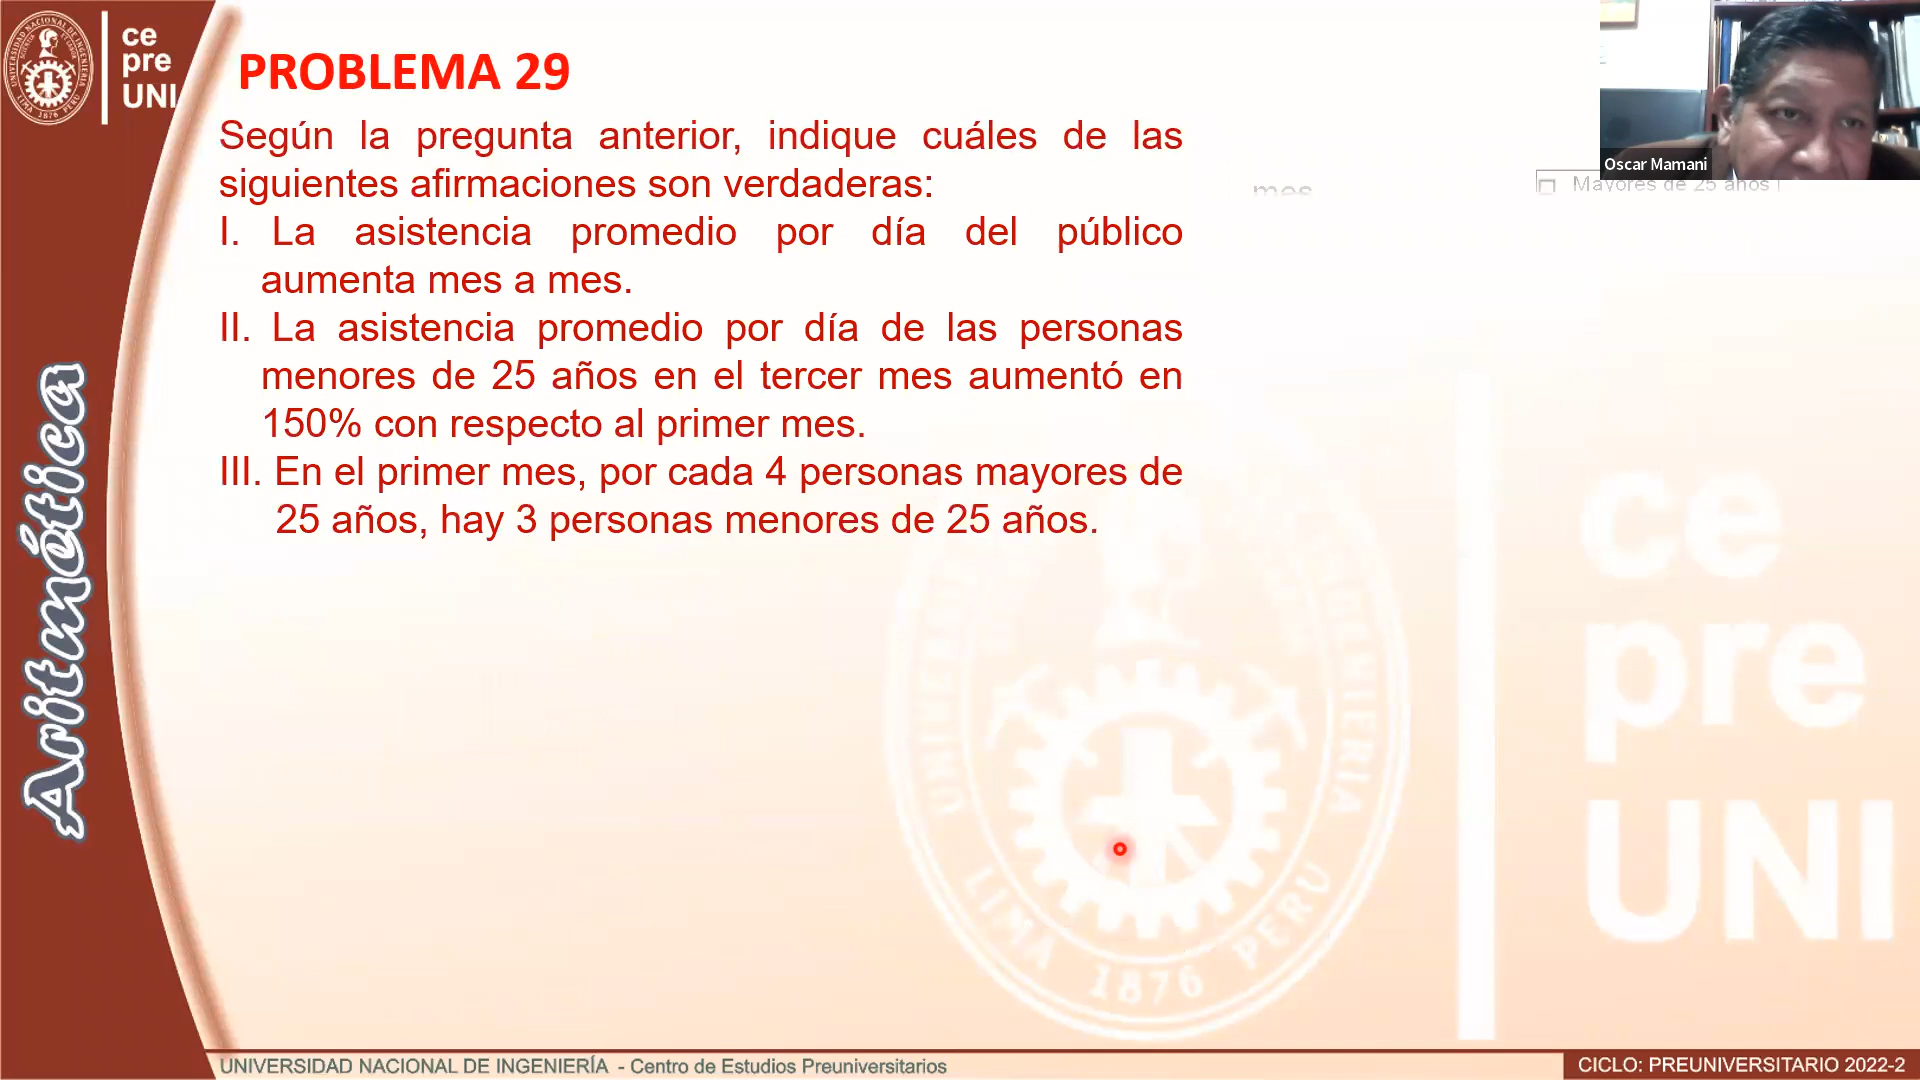 ce
pre
UNI
PROBLEMA 29
Según la pregunta anterior, indique cuáles de las
siguientes afirmaciones son verdaderas:
I. La asistencia promedio por día del público
aumenta mes a mes.
II. La asistencia promedio por día de las personas
menores de 25 años en el tercer mes aumentó en
150% con respecto al primer mes.
III. En el primer mes, por cada 4 personas mayores de
25 años, hay 3 personas menores de 25 años.
Oscar Mamani
mes
Mayores de 25 años
Aritmética
ce
pre
UNI
LIMA 1876 PERU
UNIVERSIDAD NACIONAL DE INGENIERÍA - Centro de Estudios Preuniversitarios
CICLO: PREUNIVERSITARIO 2022-2